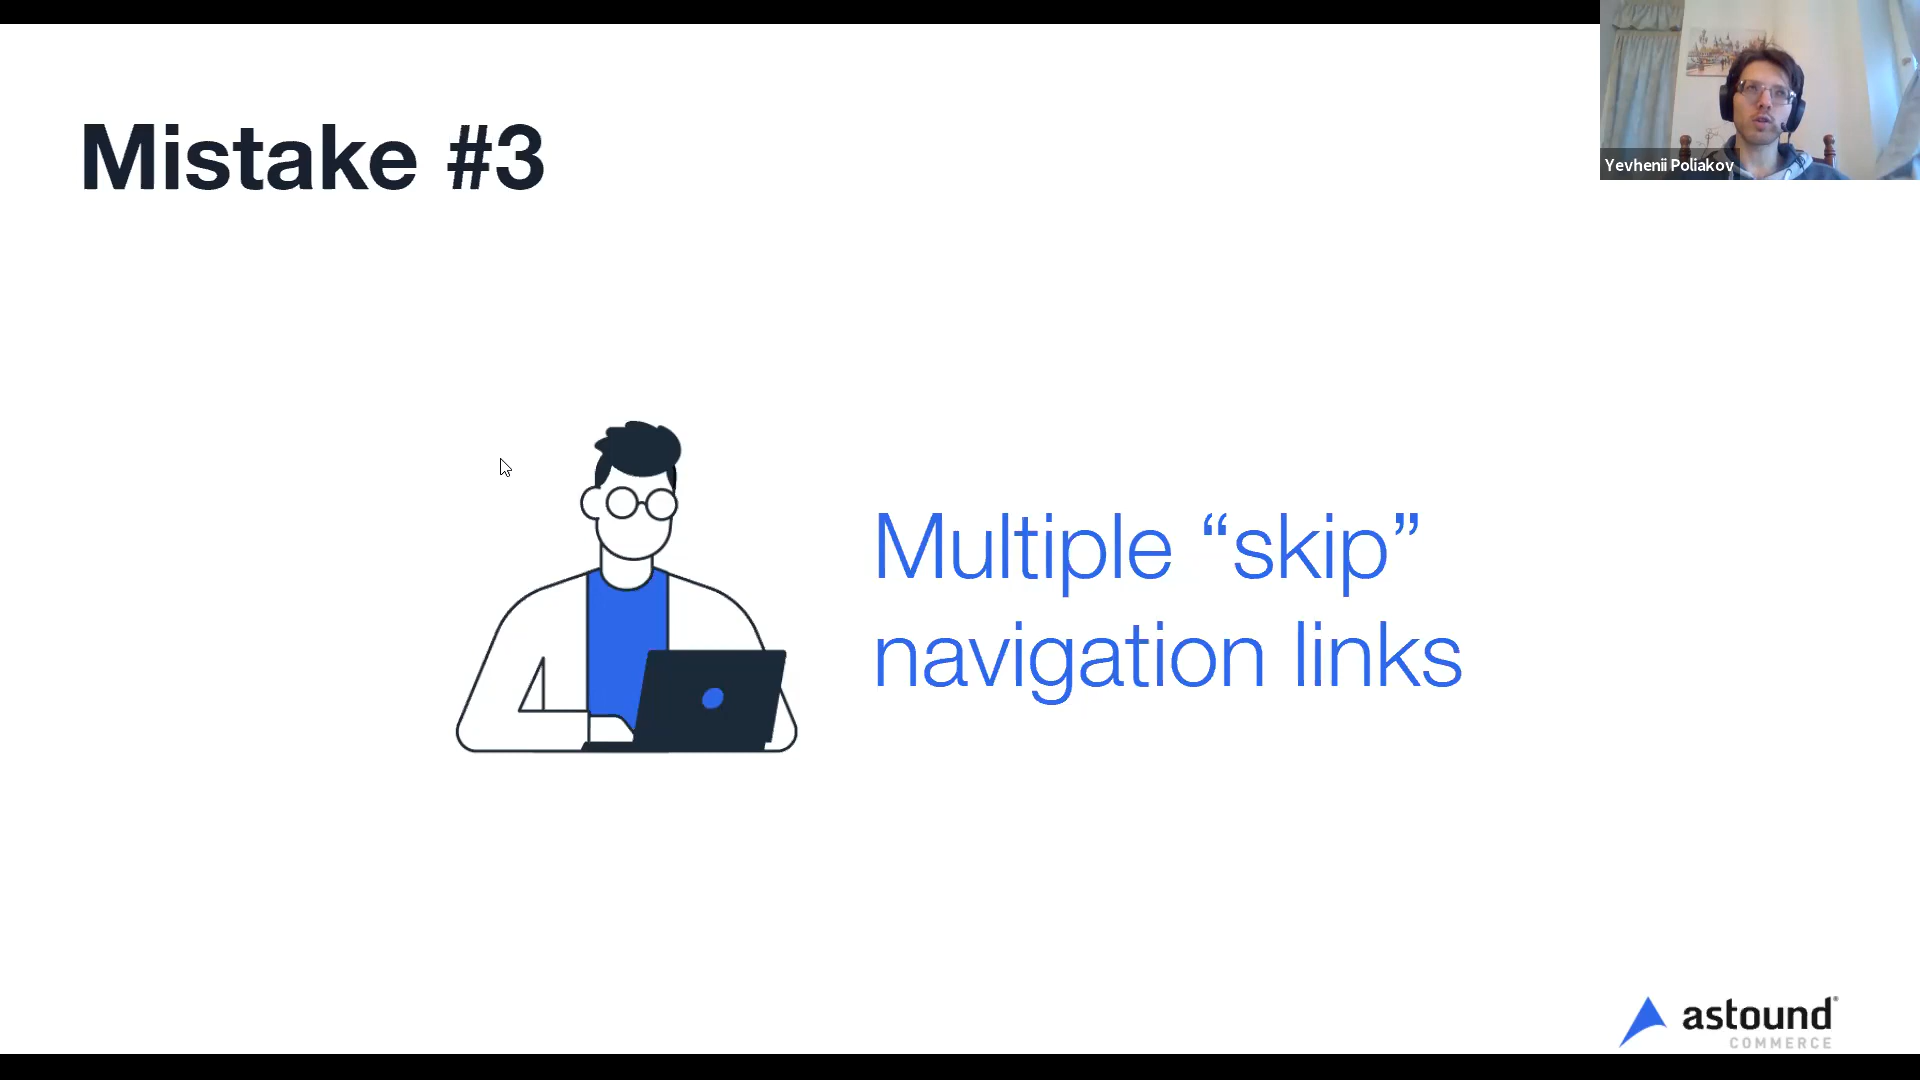 Mistake #3
Yevhenii Poliakov
Multiple “skip”
navigation links
astound®
COMMERCE